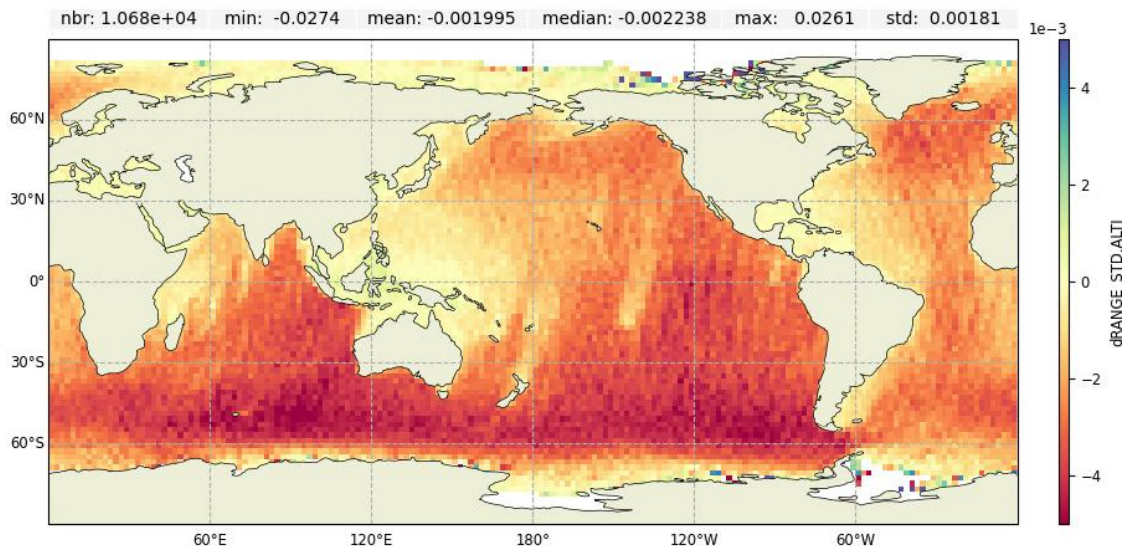 nbr: 1.068e+04 min: -0.0274 mean: -0.001995 median: -0.002238 max: 0.0261 std: 0.00181
1e−3
60°N
30°N
0°
30°S
60°S
60°E 120°E 180° 120°W 60°W
4
2
0
−2
−4
dRANGE_STD.ALTI